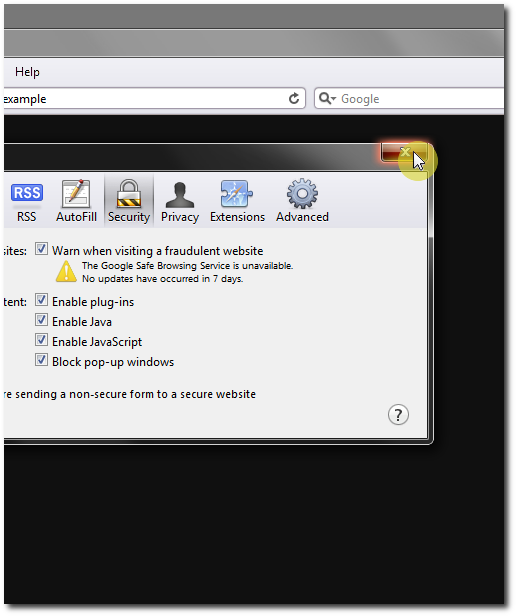 Help
example
Google
RSS
RSS
AutoFill
Security
Privacy
Extensions
Advanced
sites:
Warn when visiting a fraudulent website
The Google Safe Browsing Service is unavailable.
No updates have occurred in 7 days.
tent:
Enable plug-ins
Enable Java
Enable JavaScript
Block pop-up windows
re sending a non-secure form to a secure website
?